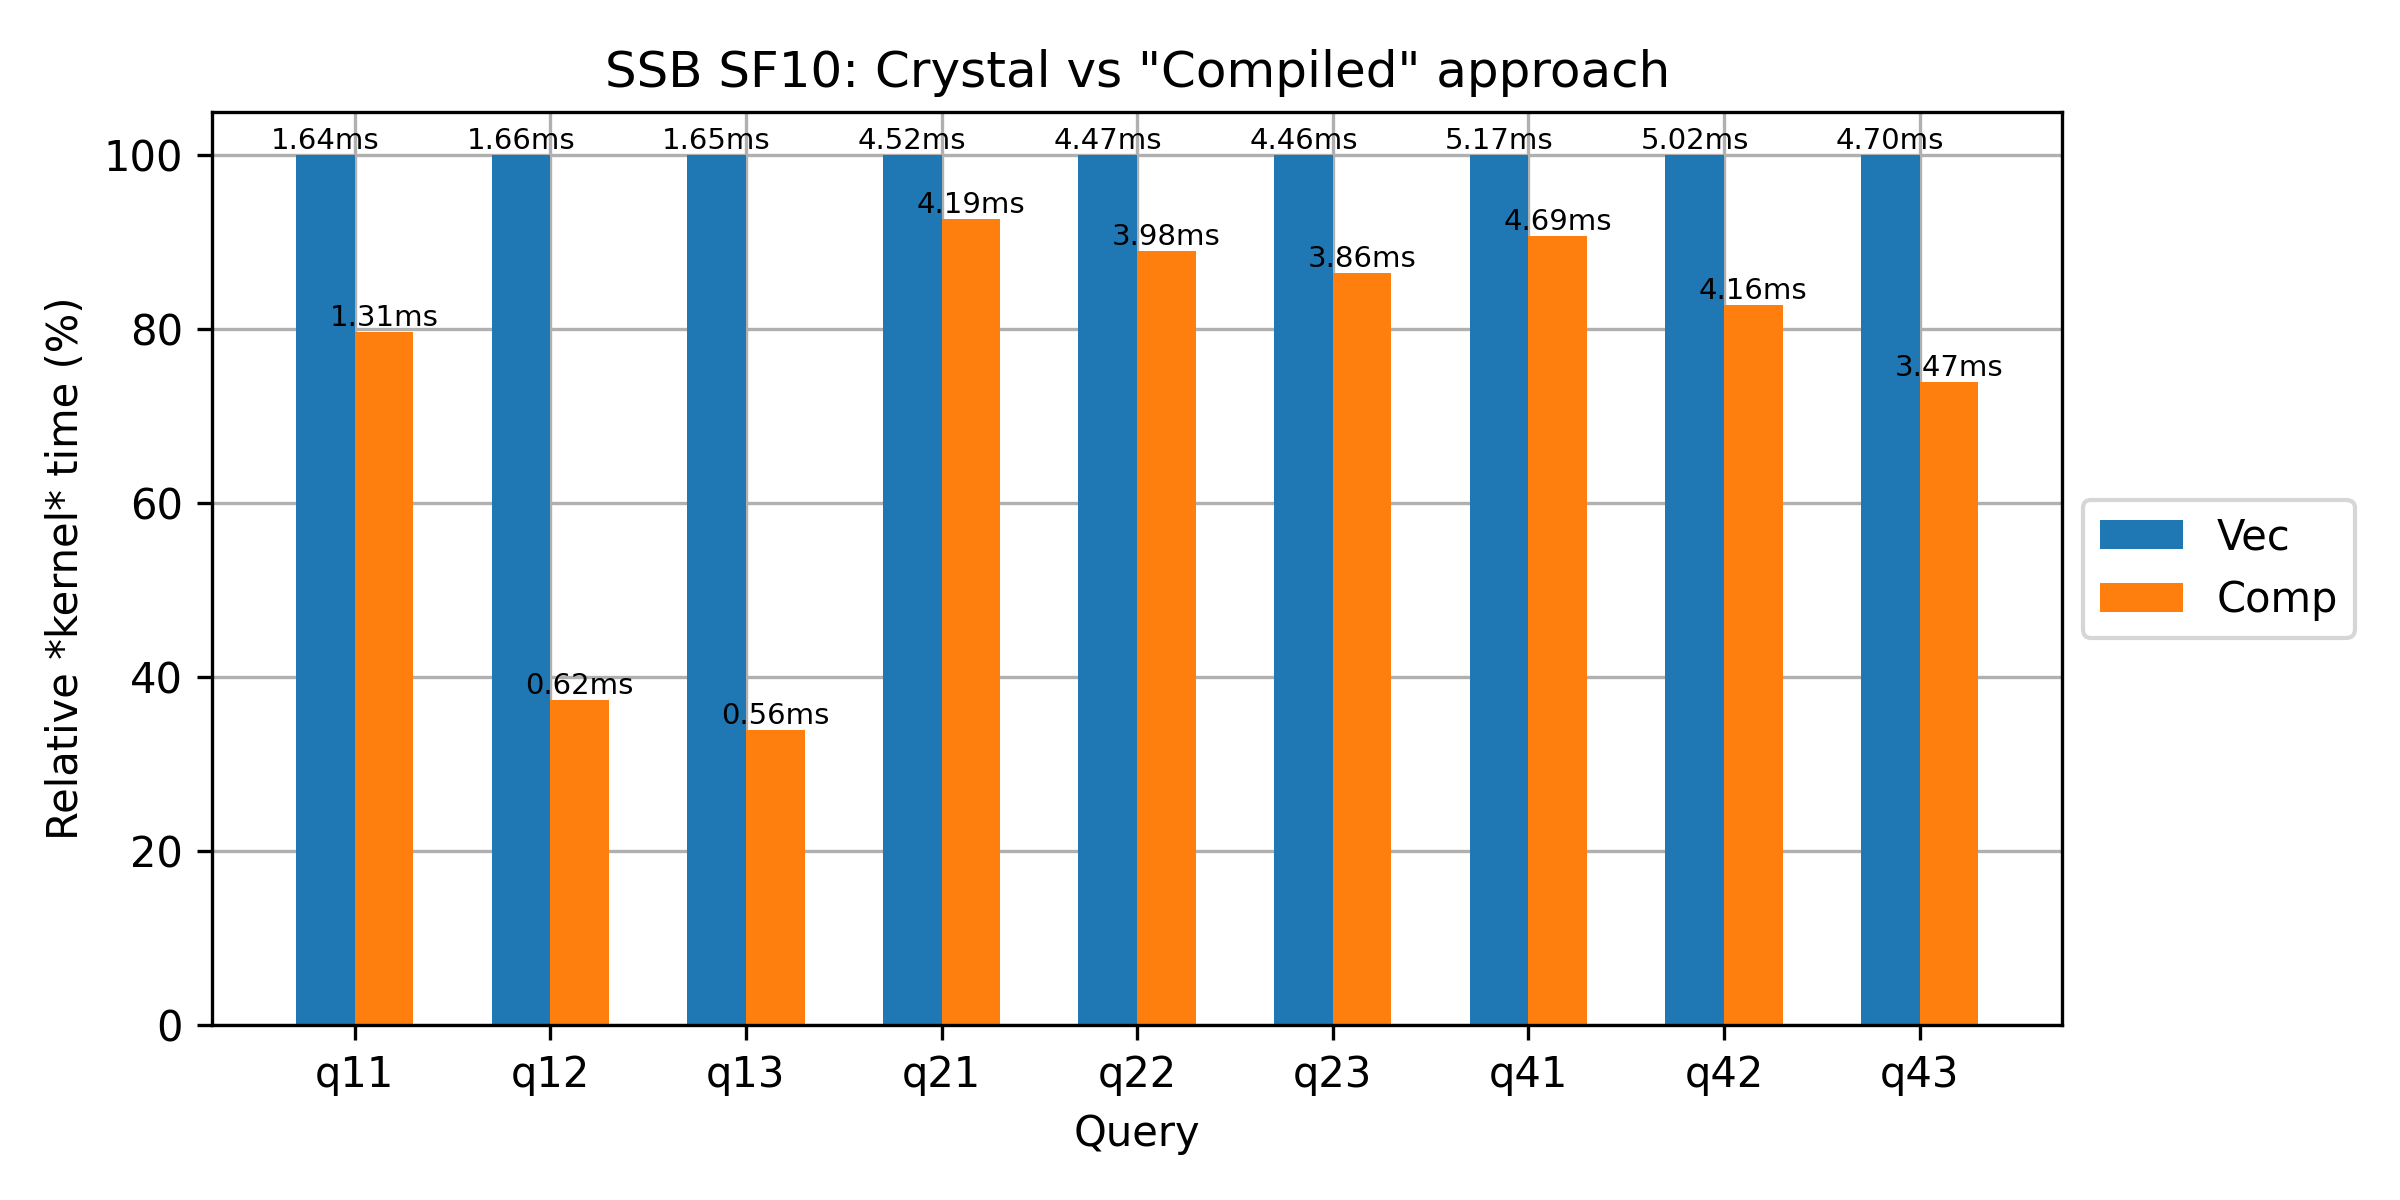 SSB SF10: Crystal vs "Compiled" approach
1.64ms 1.66ms 1.65ms 4.52ms 4.47ms 4.46ms 5.17ms 5.02ms 4.70ms
100
4.19ms
4.69ms
3.98ms
3.86ms
4.16ms
1.31ms
80
3.47ms
Relative *kernel* time (%)
60
Vec
Comp
40
0.62ms
0.56ms
20
0
q11 q12 q13 q21 q22 q23 q41 q42 q43
Query